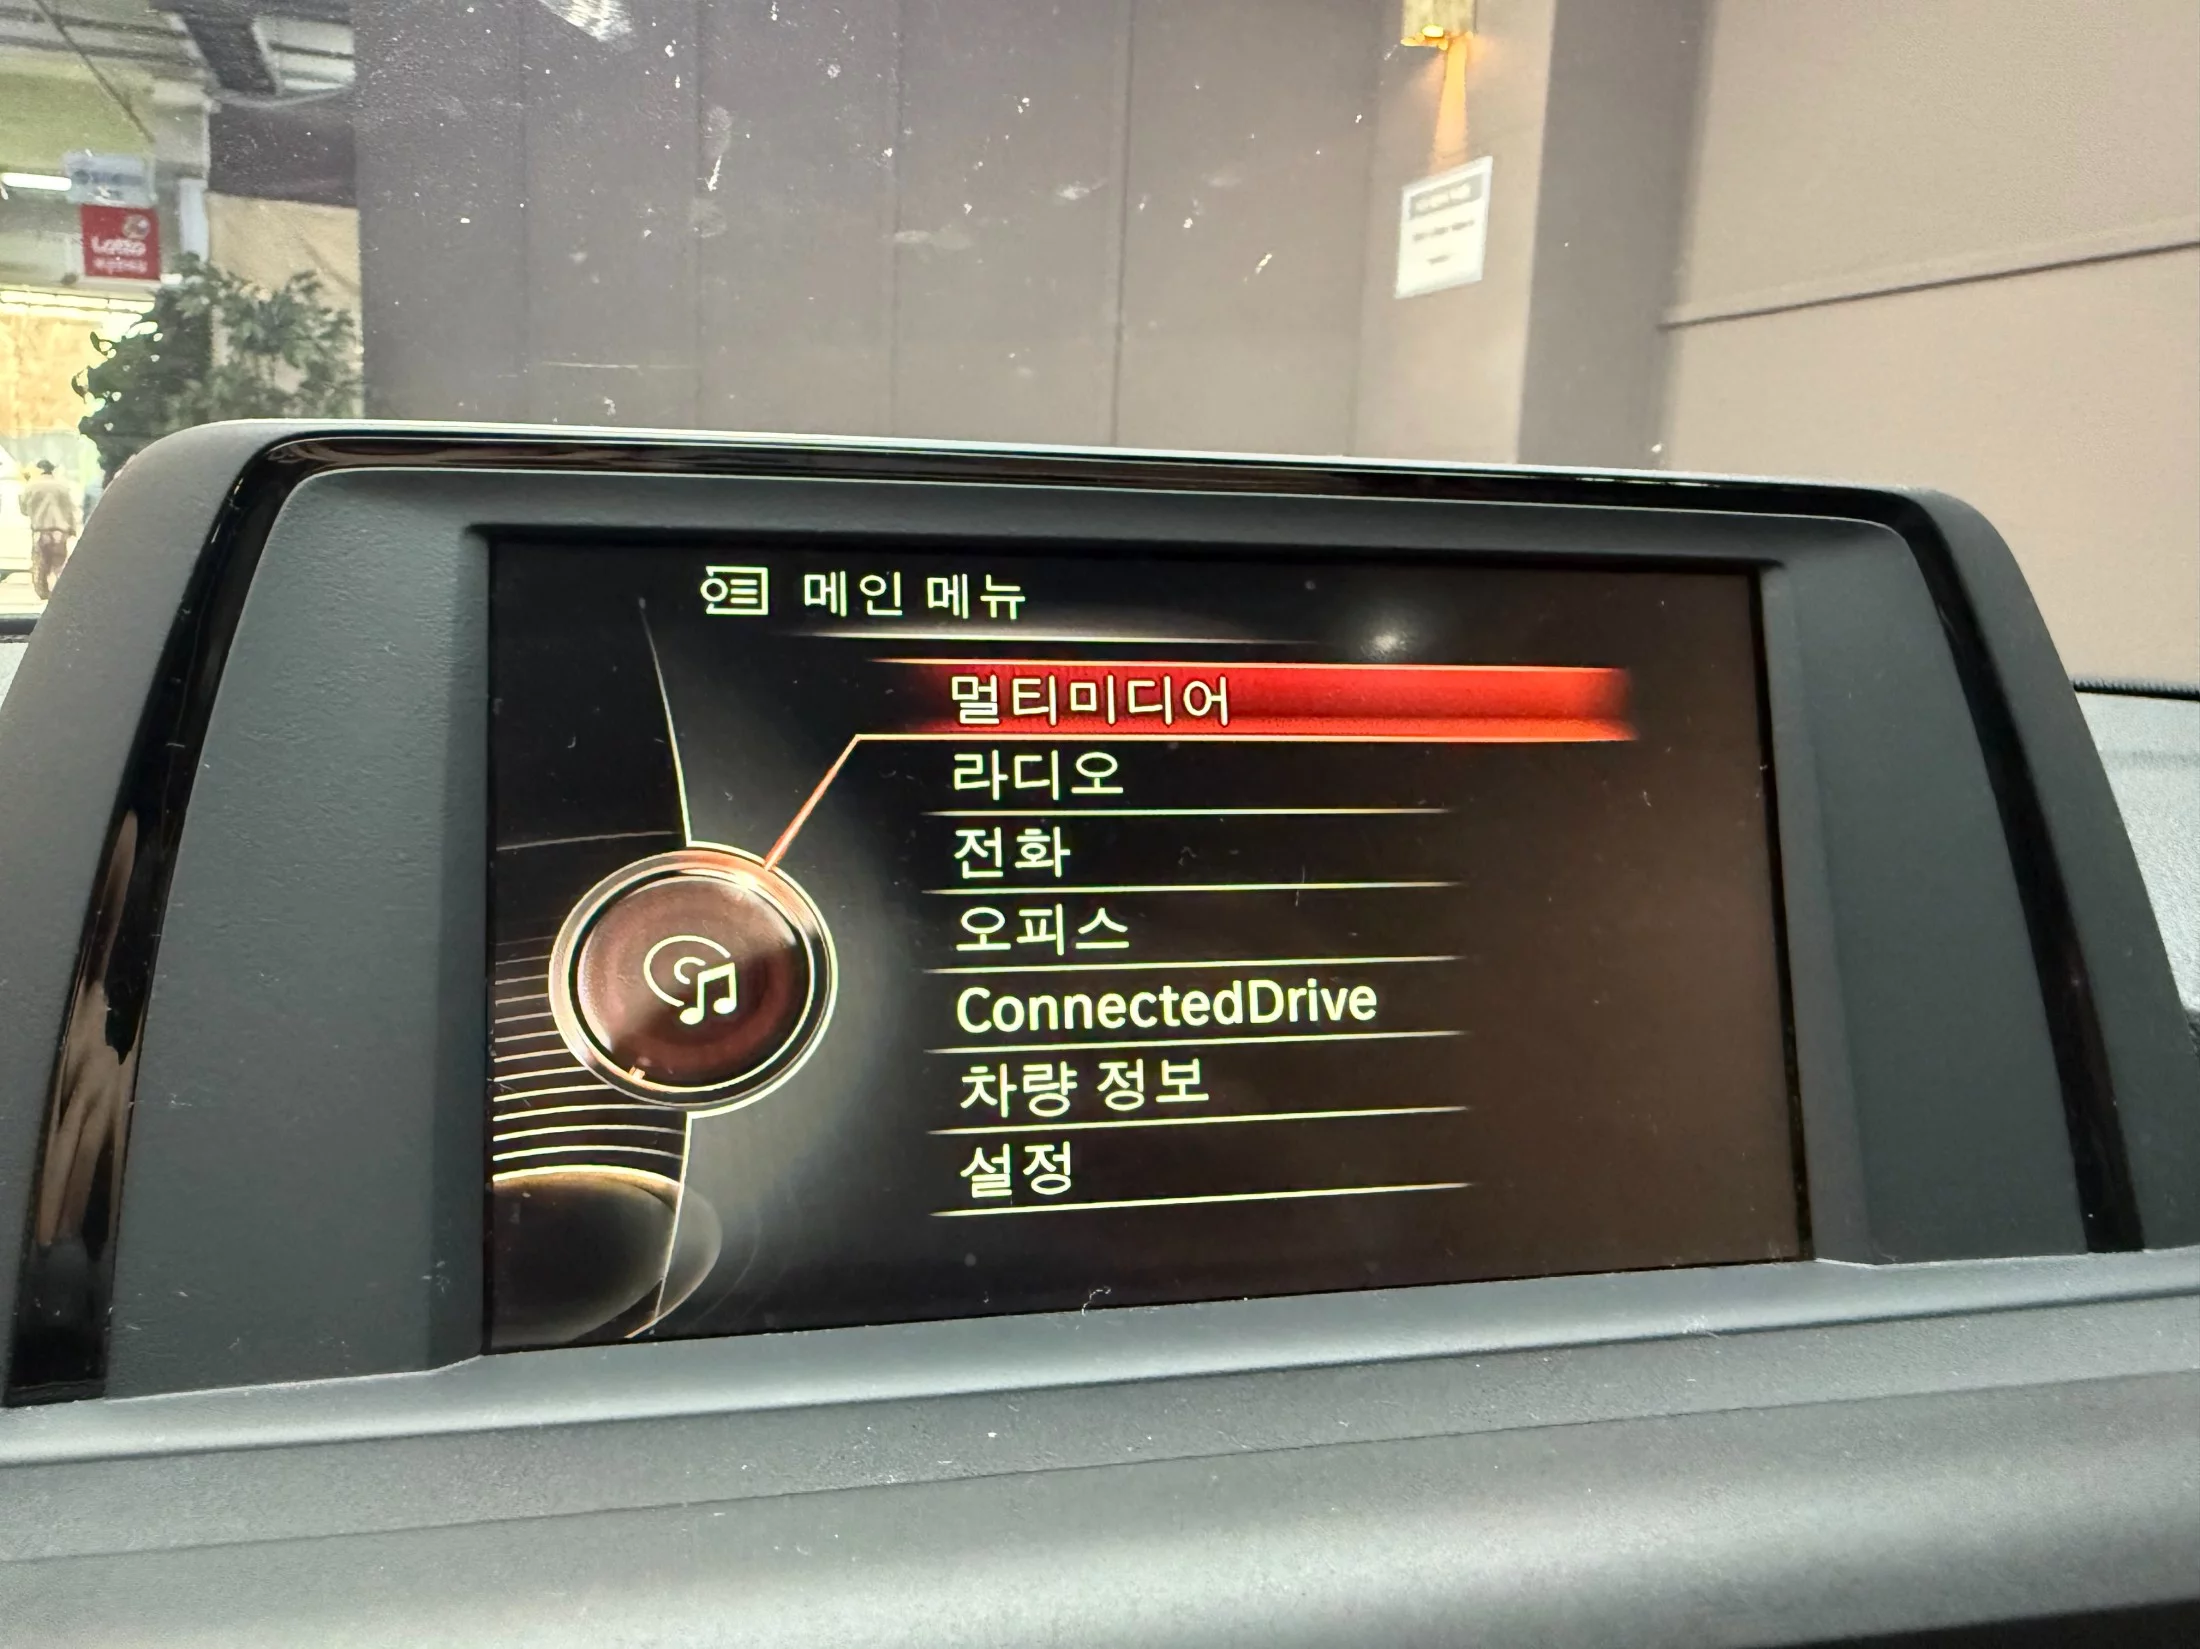 Lotto
메인 메뉴
멀티미디어
라디오
전화
오피스
ConnectedDrive
차량 정보
설정